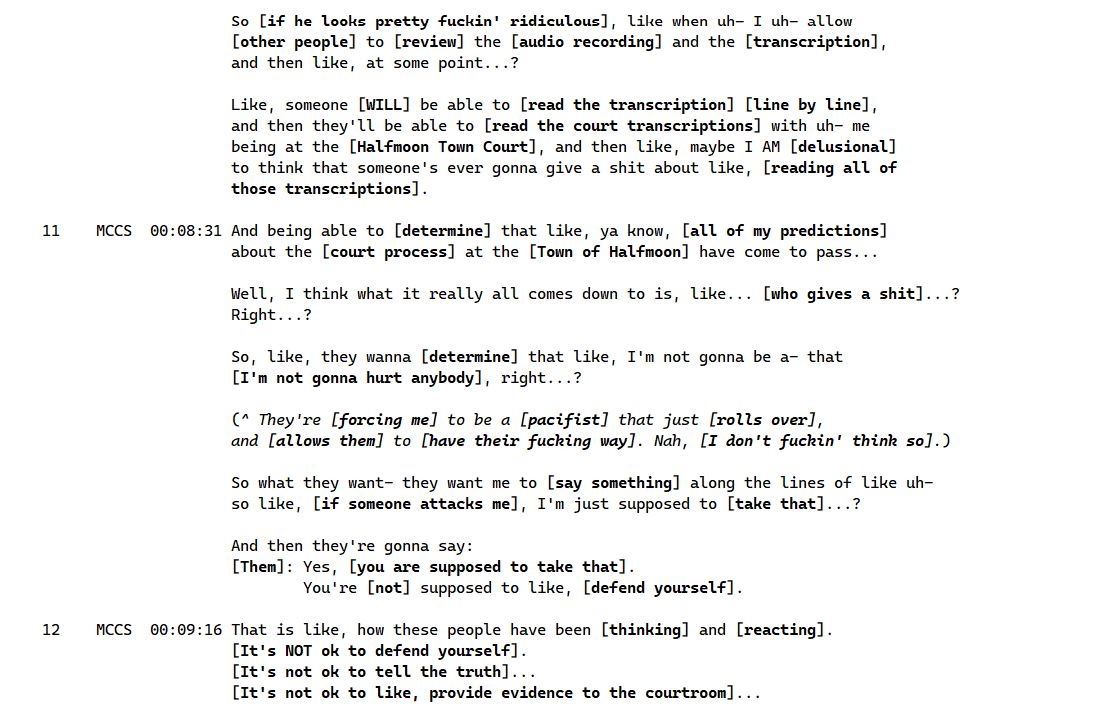 So [if he looks pretty fuckin' ridiculous], like when uh- I uh- allow
[other people] to [review] the [audio recording] and the [transcription],
and then like, at some point...?
Like, someone [WILL] be able to [read the transcription] [line by line],
and then they'll be able to [read the court transcriptions] with uh- me
being at the [Halfmoon Town Court], and then like, maybe I AM [delusional]
to think that someone's ever gonna give a shit about like, [reading all of
those transcriptions].
11 MCCS 00:08:31 And being able to [determine] that like, ya know, [all of my predictions]
about the [court process] at the [Town of Halfmoon] have come to pass...
Well, I think what it really all comes down to is, like... [who gives a shit]...?
Right...?
So, like, they wanna [determine] that like, I'm not gonna be a- that
[I'm not gonna hurt anybody], right...?
(^ They're [forcing me] to be a [pacifist] that just [rolls over],
and [allows them] to [have their fucking way]. Nah, [I don't fuckin' think so].)
So what they want- they want me to [say something] along the lines of like uh-
so like, [if someone attacks me], I'm just supposed to [take that]...?
And then they're gonna say:
[Them]: Yes, [you are supposed to take that].
You're [not] supposed to like, [defend yourself].
12 MCCS 00:09:16 That is like, how these people have been [thinking] and [reacting].
[It's NOT ok to defend yourself].
[It's not ok to tell the truth]...
[It's not ok to like, provide evidence to the courtroom]...